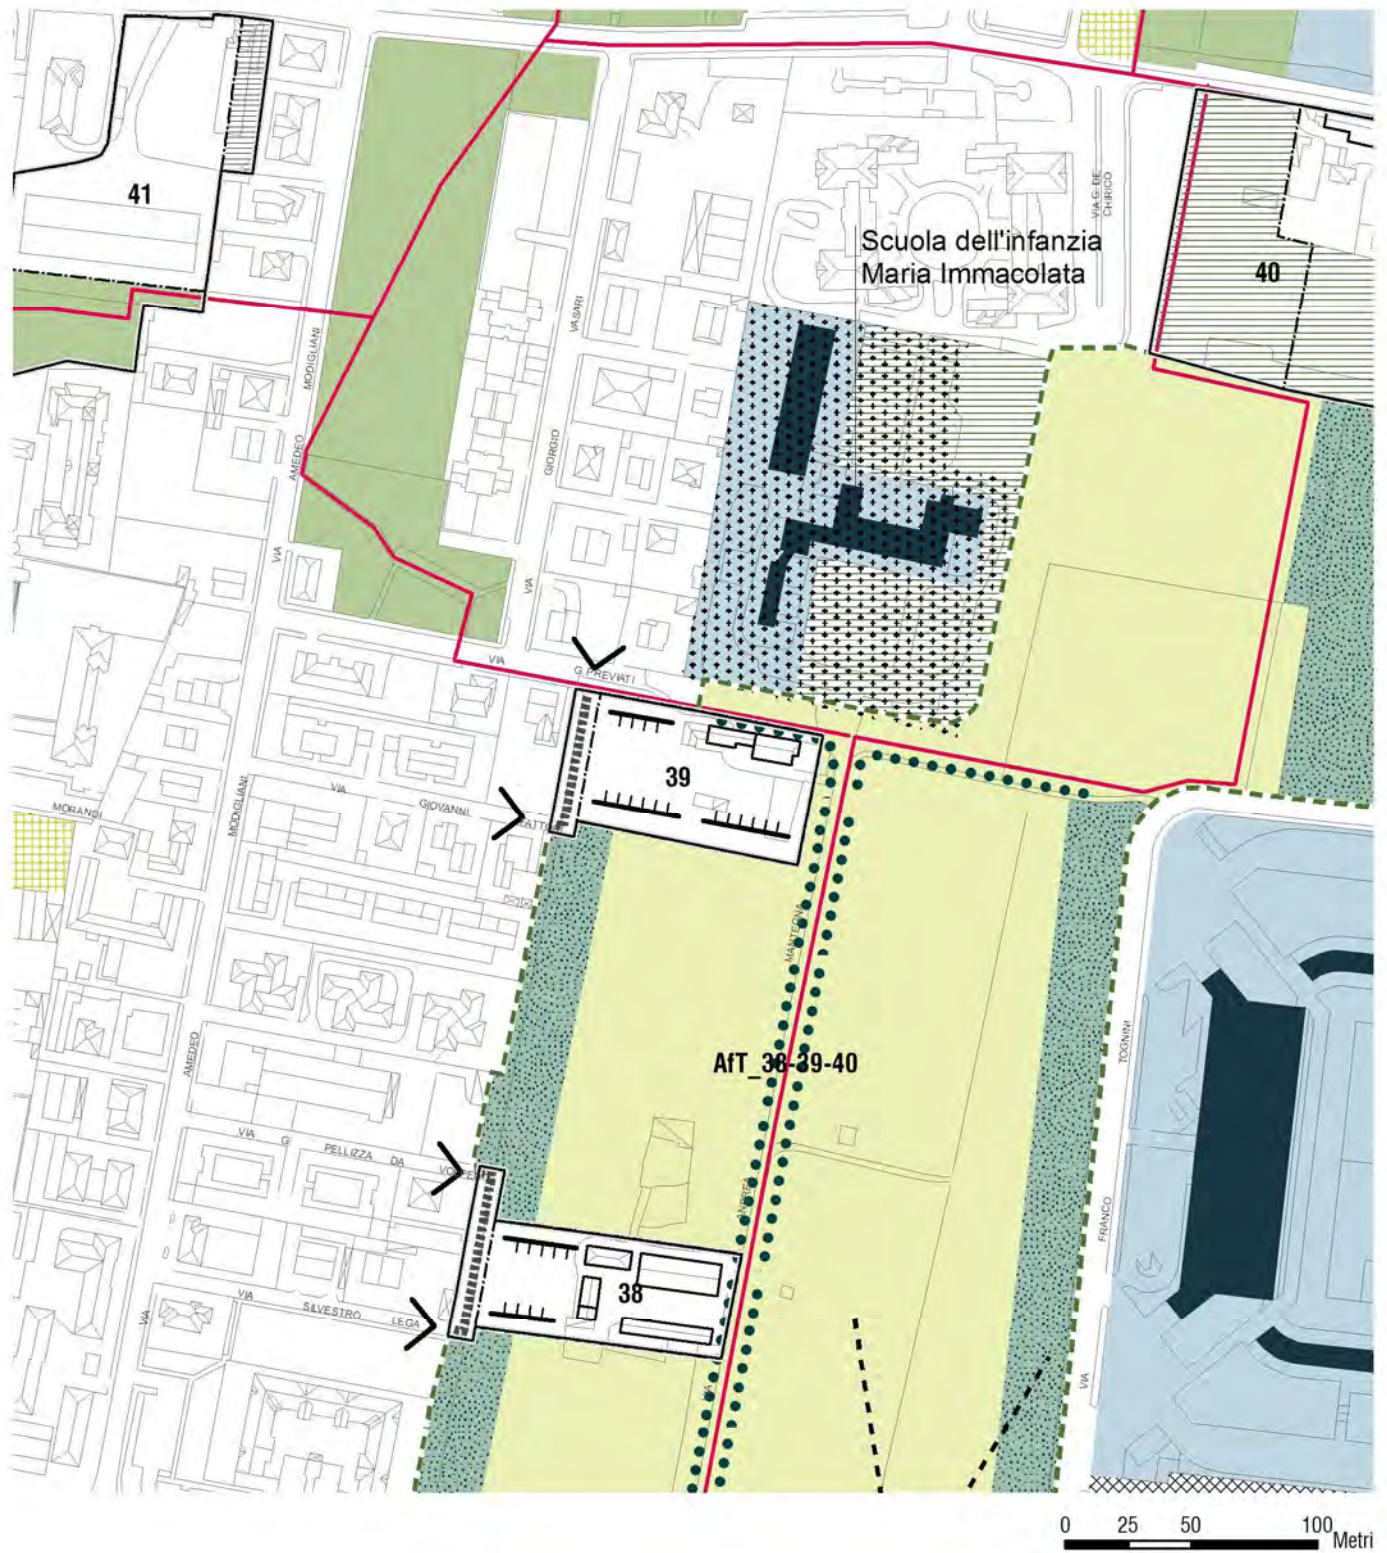 41
VIA G. DE
CHIRICO
Scuola dell'infanzia
Maria Immacolata
40
VASARI
GIORGIO
VIA
MODIGLIANI
AMEDEO
VIA
VIA
G. PREVIATI
39
VIA
GIOVANNI
MORANDI
MODIGLIANI
AMEDEO
VIA
MANTEGNA
ANDREA
VIA
AfT_38-39-40
TOGNINI
FRANCO
VIA
VIA
G
PELLIZZA
DA
38
VIA
SILVESTRO
LEGA
0
25
50
100
Metri